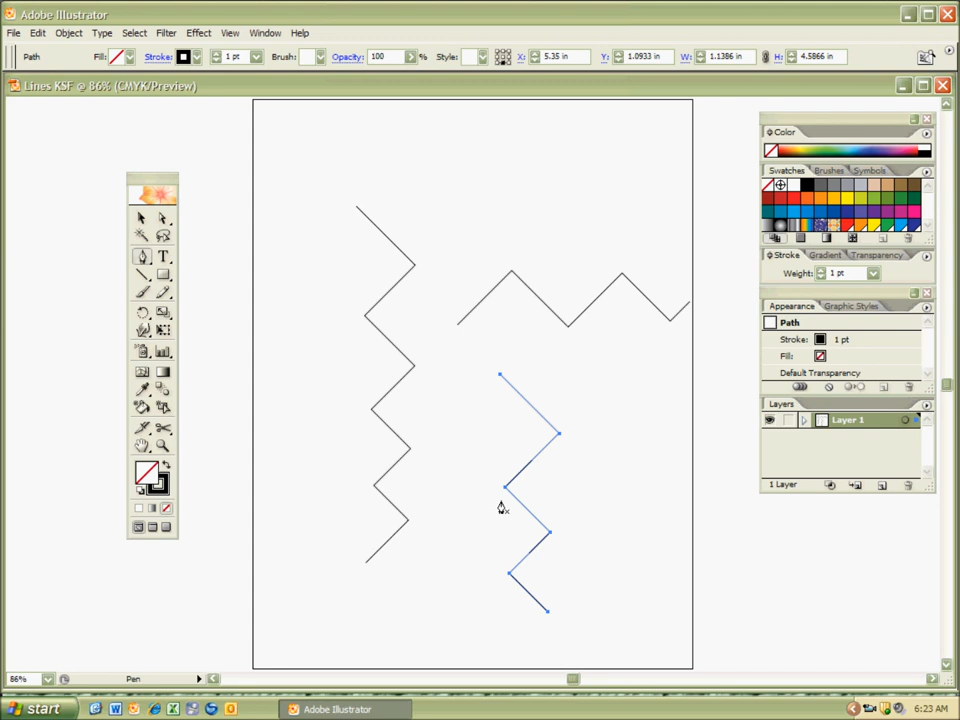 Adobe Illustrator
File Edit Object Type Select Filter Effect View Window Help
Path Fill: Stroke: 1 pt Brush: Opacity: 100 % Style: X: 5.35 in Y: 1.0933 in W: 1.1386 in H: 4.5866 in
Lines KSF @ 86% (CMYK/Preview)
Color
Swatches Brushes Symbols
Stroke Gradient Transparency
Weight: 1 pt
Appearance Graphic Styles
Path
Stroke: 1 pt
Fill:
Default Transparency
Layers
Layer 1
1 Layer
T
86% Pen
start Adobe Illustrator 6:23 AM